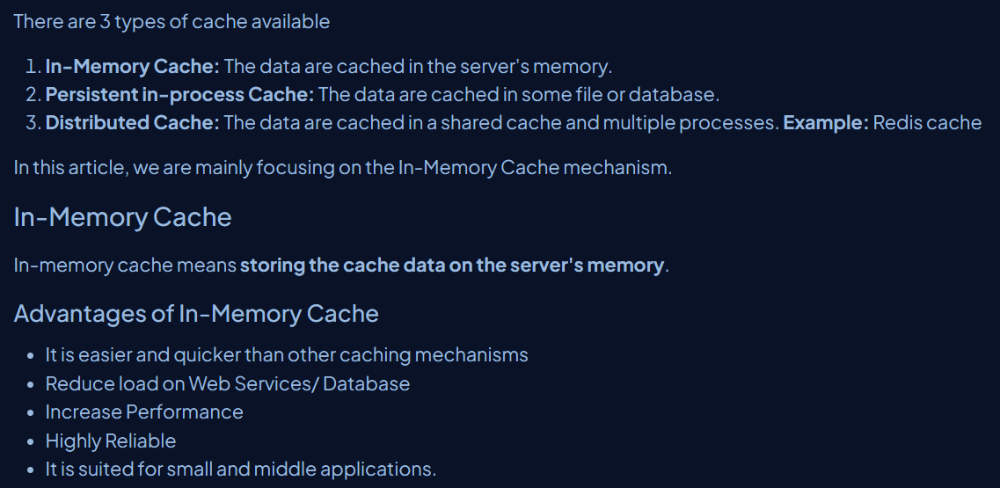 There are 3 types of cache available
1. In-Memory Cache: The data are cached in the server's memory.
2. Persistent in-process Cache: The data are cached in some file or database.
3. Distributed Cache: The data are cached in a shared cache and multiple processes. Example: Redis cache
In this article, we are mainly focusing on the In-Memory Cache mechanism.
In-Memory Cache
In-memory cache means storing the cache data on the server's memory.
Advantages of In-Memory Cache
• It is easier and quicker than other caching mechanisms
• Reduce load on Web Services/ Database
• Increase Performance
• Highly Reliable
• It is suited for small and middle applications.